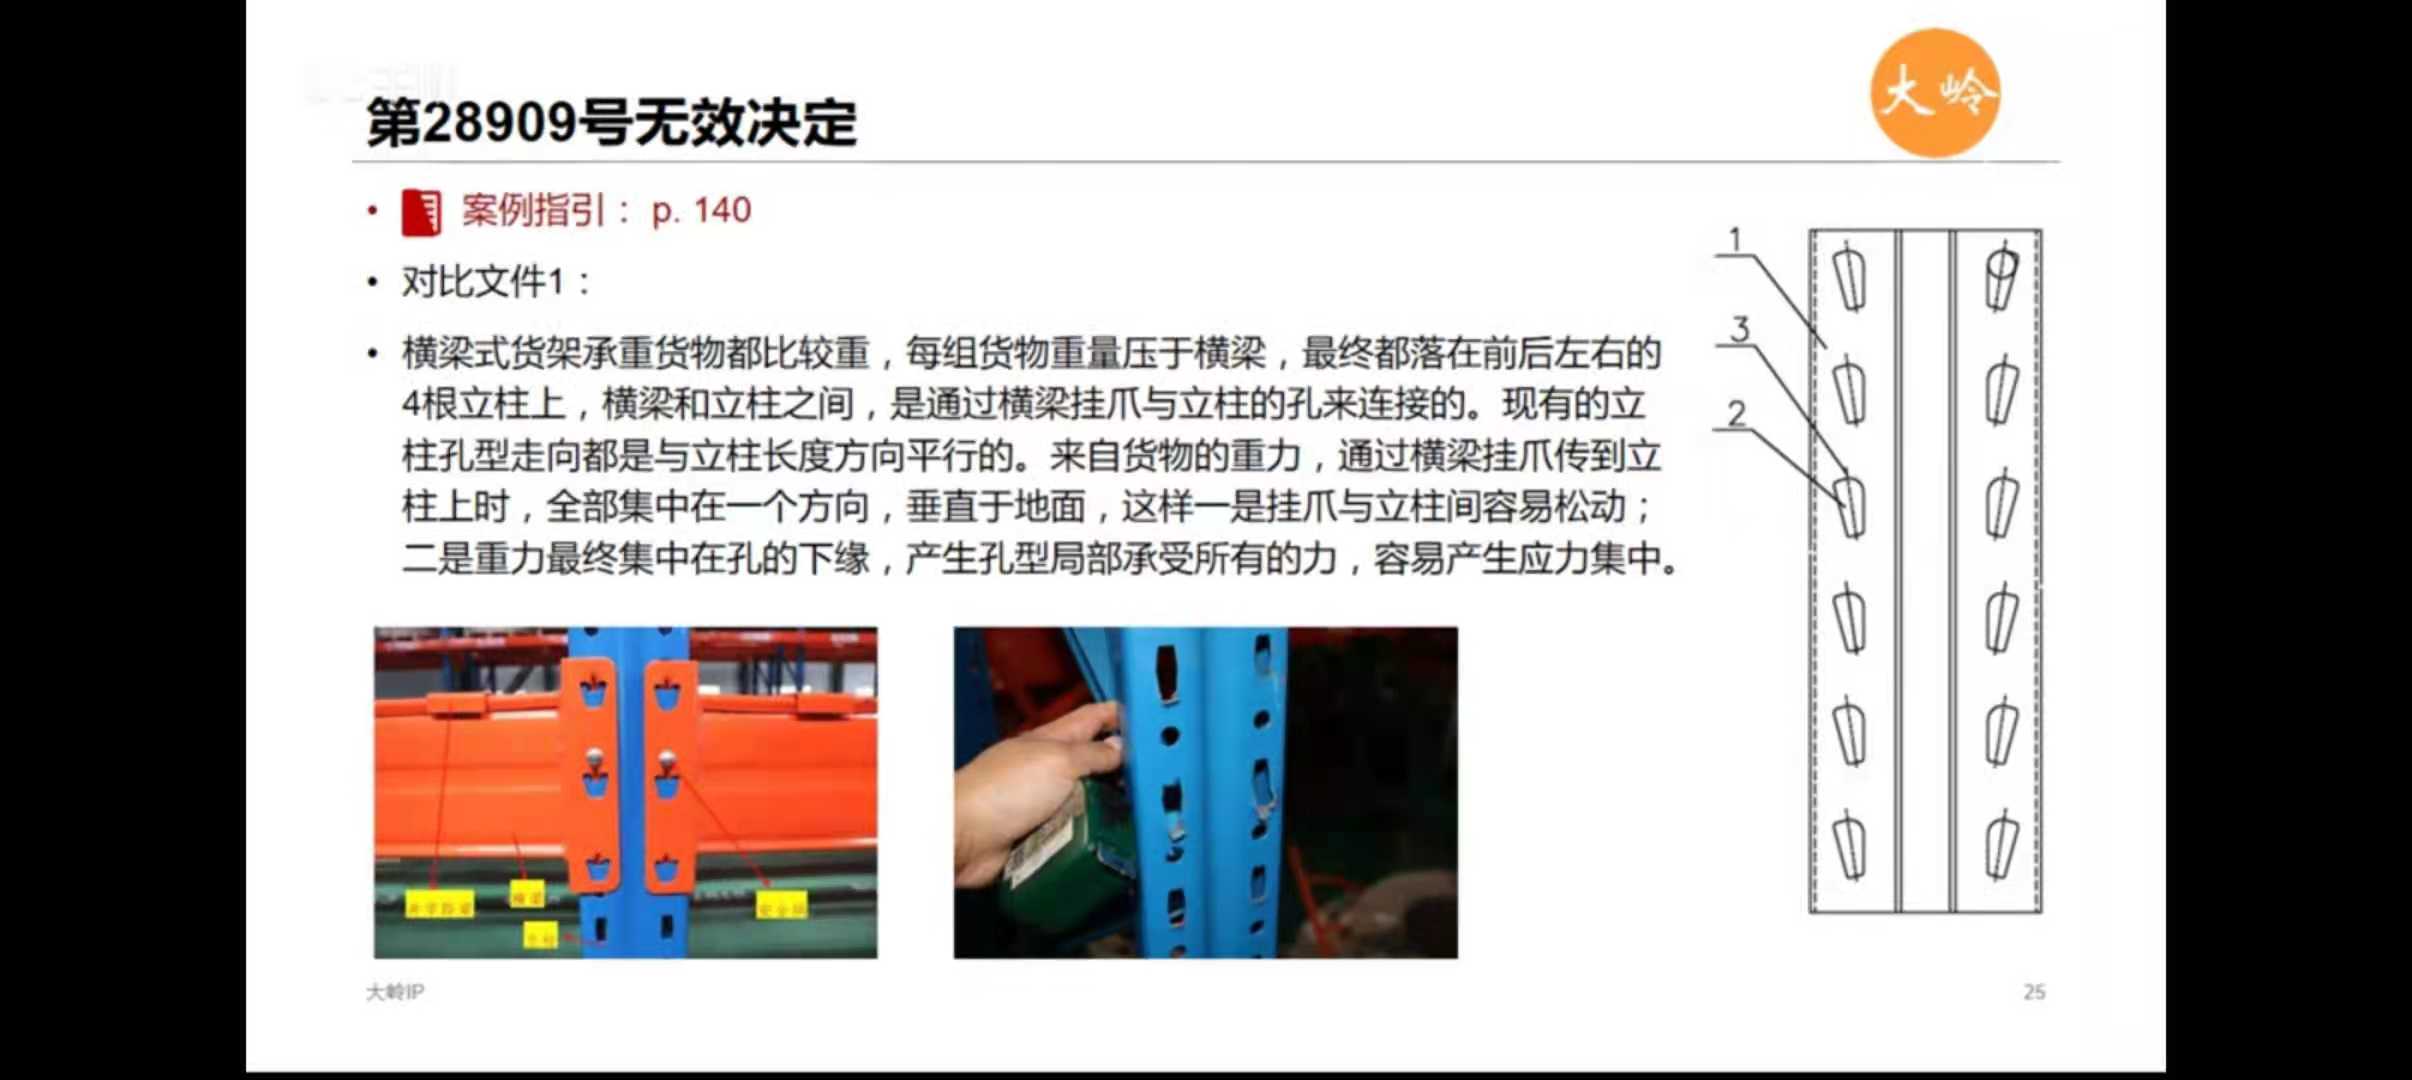 大岭
第28909号无效决定
• 案例指引： p. 140
• 对比文件1：
• 横梁式货架承重货物都比较重，每组货物重量压于横梁，最终都落在前后左右的
4根立柱上，横梁和立柱之间，是通过横梁挂爪与立柱的孔来连接的。现有的立
柱孔型走向都是与立柱长度方向平行的。来自货物的重力，通过横梁挂爪传到立
柱上时，全部集中在一个方向，垂直于地面，这样一是挂爪与立柱间容易松动；
二是重力最终集中在孔的下缘，产生孔型局部承受所有的力，容易产生应力集中。
1
3
2
横梁
立柱
安全销
大岭IP
25